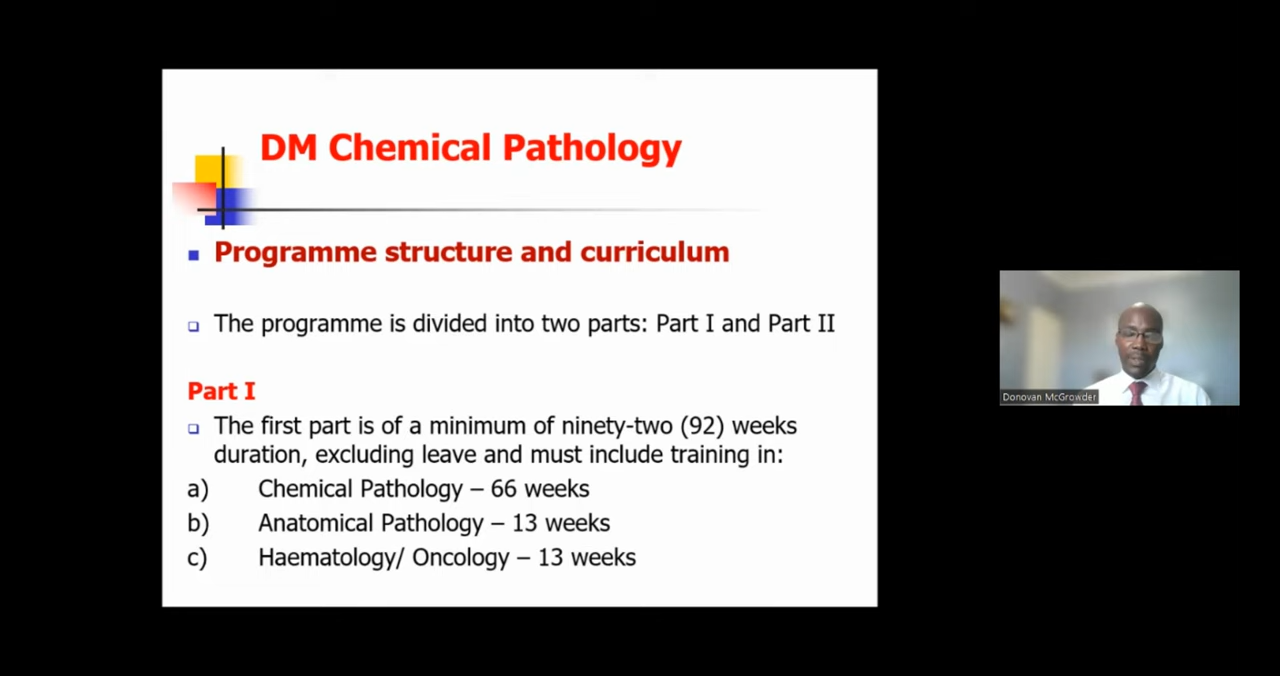 DM Chemical Pathology
Programme structure and curriculum
The programme is divided into two parts: Part I and Part II
Part I
The first part is of a minimum of ninety-two (92) weeks
duration, excluding leave and must include training in:
a) Chemical Pathology – 66 weeks
b) Anatomical Pathology – 13 weeks
c) Haematology/ Oncology – 13 weeks
Donovan McGrowder